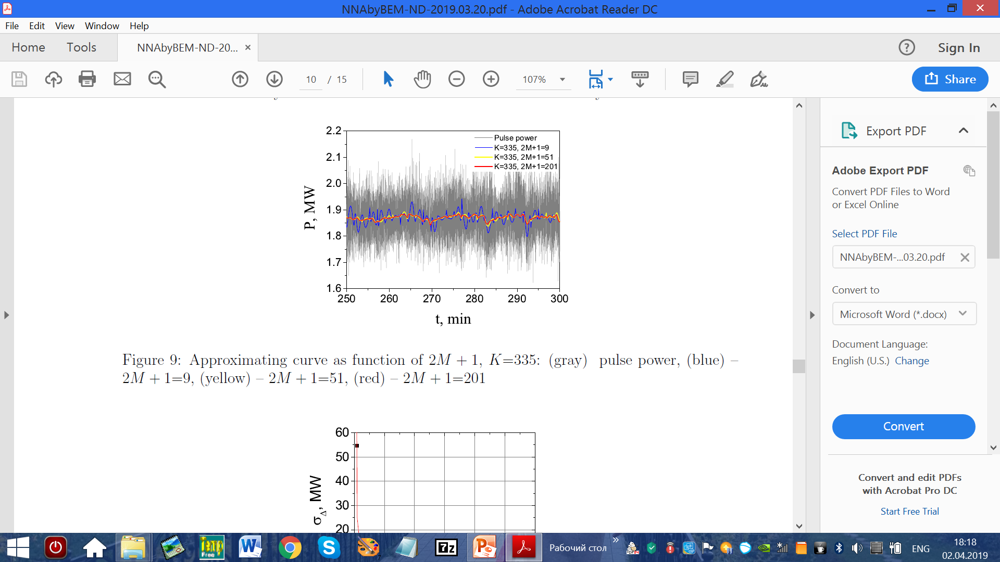 NNAbyBEM-ND-2019.03.20.pdf - Adobe Acrobat Reader DC
File Edit View Window Help
Home Tools NNAbyBEM-ND-20... × ? Sign In
10 / 15 107% Share
2.2
2.1
2.0
1.9
1.8
1.7
1.6
P, MW
Pulse power
K=335, 2M+1=9
K=335, 2M+1=51
K=335, 2M+1=201
250 260 270 280 290 300
t, min
Figure 9: Approximating curve as function of 2M + 1, K=335: (gray) pulse power, (blue) –
2M + 1=9, (yellow) – 2M + 1=51, (red) – 2M + 1=201
60
50
40
30
20
σΔ, MW
Export PDF
Adobe Export PDF
Convert PDF Files to Word
or Excel Online
Select PDF File
NNAbyBEM-...03.20.pdf
Convert to
Microsoft Word (*.docx)
Document Language:
English (U.S.) Change
Convert
Convert and edit PDFs
with Acrobat Pro DC
Start Free Trial
Free
7z
Рабочий стол
»
ENG
18:18
02.04.2019